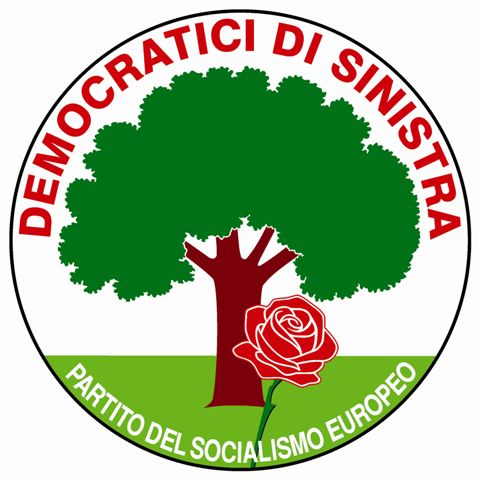 DEMOCRATICI DI SINISTRA
PARTITO DEL SOCIALISMO EUROPEO